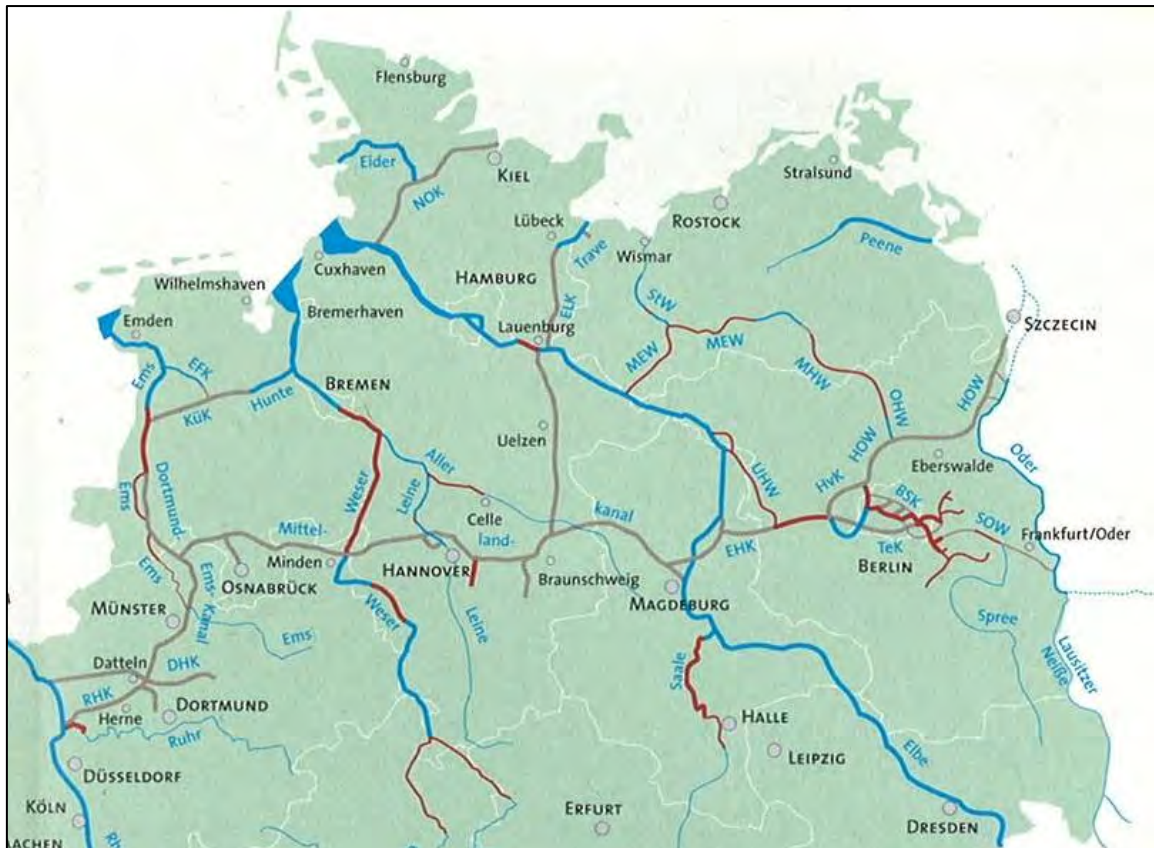 Flensburg
Eider
NOK
KIEL
Stralsund
ROSTOCK
Lübeck
Trave
Wismar
Peene
Cuxhaven
HAMBURG
Wilhelmshaven
Bremerhaven
StW
SZCZECIN
Emden
ELK
Lauenburg
MEW
MEW
MHW
Ems
EFK
BREMEN
OHW
HOW
KüK
Hunte
Uelzen
HOW
Oder
Eberswalde
Aller
Ems
Dortmund-
Weser
Leine
Celle
UHW
HvK
BSK
SOW
Frankfurt/Oder
Mittel-
land-
kanal
EHK
TeK
BERLIN
Minden
HANNOVER
Braunschweig
Ems
Ems-Kanal
OSNABRÜCK
MAGDEBURG
MÜNSTER
Weser
Leine
Ems
Spree
Lausitzer
Neiße
Datteln
DHK
Saale
RHK
Herne
DORTMUND
HALLE
Ruhr
LEIPZIG
Elbe
DÜSSELDORF
KÖLN
ERFURT
DRESDEN
ACHEN
Rh